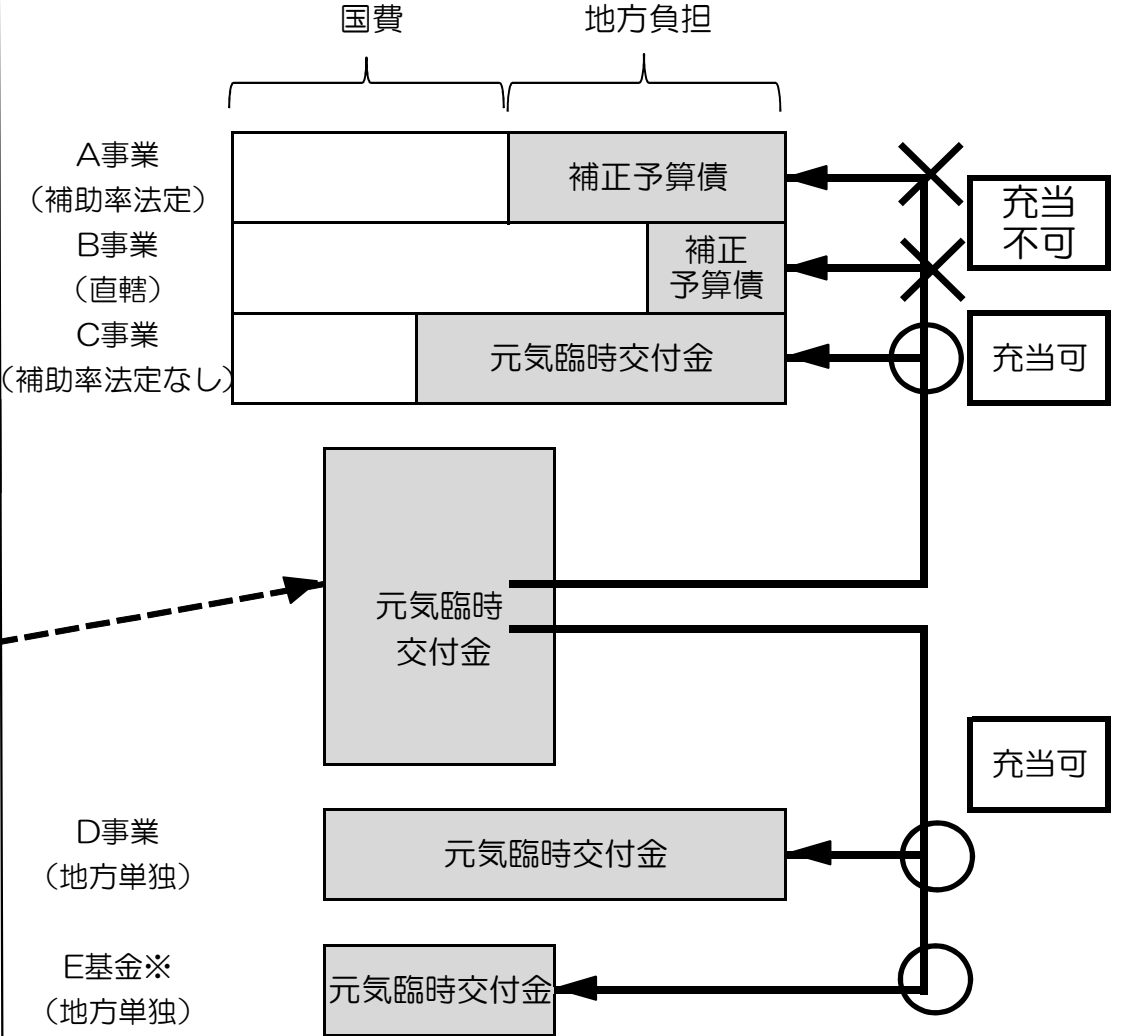 国費
地方負担
A事業
（補助率法定）
補正予算債
充当
不可
B事業
（直轄）
補正
予算債
C事業
（補助率法定なし）
元気臨時交付金
充当可
元気臨時
交付金
充当可
D事業
（地方単独）
元気臨時交付金
E基金※
（地方単独）
元気臨時交付金